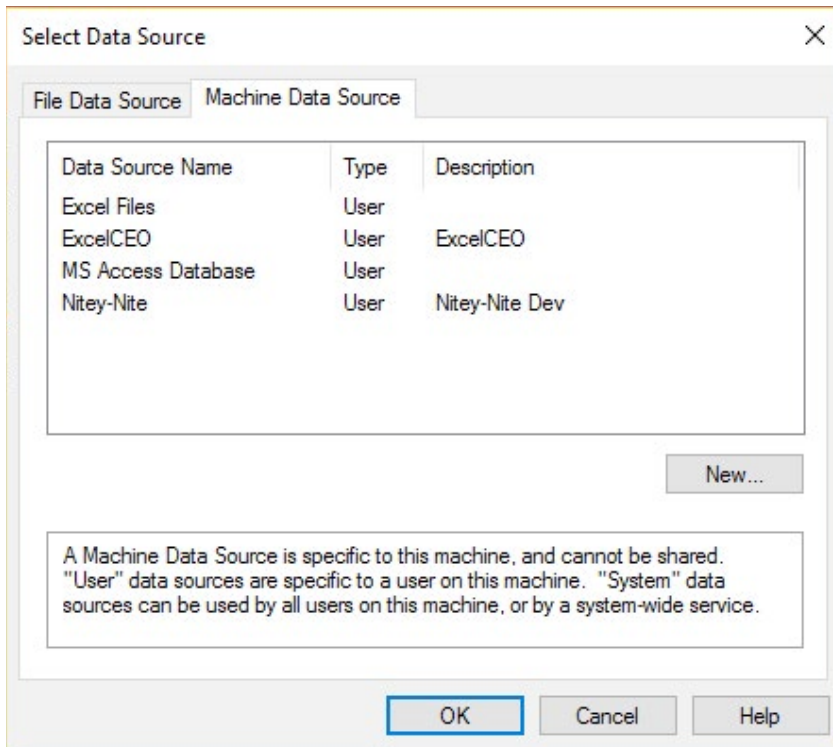 Select Data Source
File Data Source Machine Data Source
Data Source Name Type Description
Excel Files User
ExcelCEO User ExcelCEO
MS Access Database User
Nitey-Nite User Nitey-Nite Dev
New...
A Machine Data Source is specific to this machine, and cannot be shared.
"User" data sources are specific to a user on this machine. "System" data
sources can be used by all users on this machine, or by a system-wide service.
OK Cancel Help